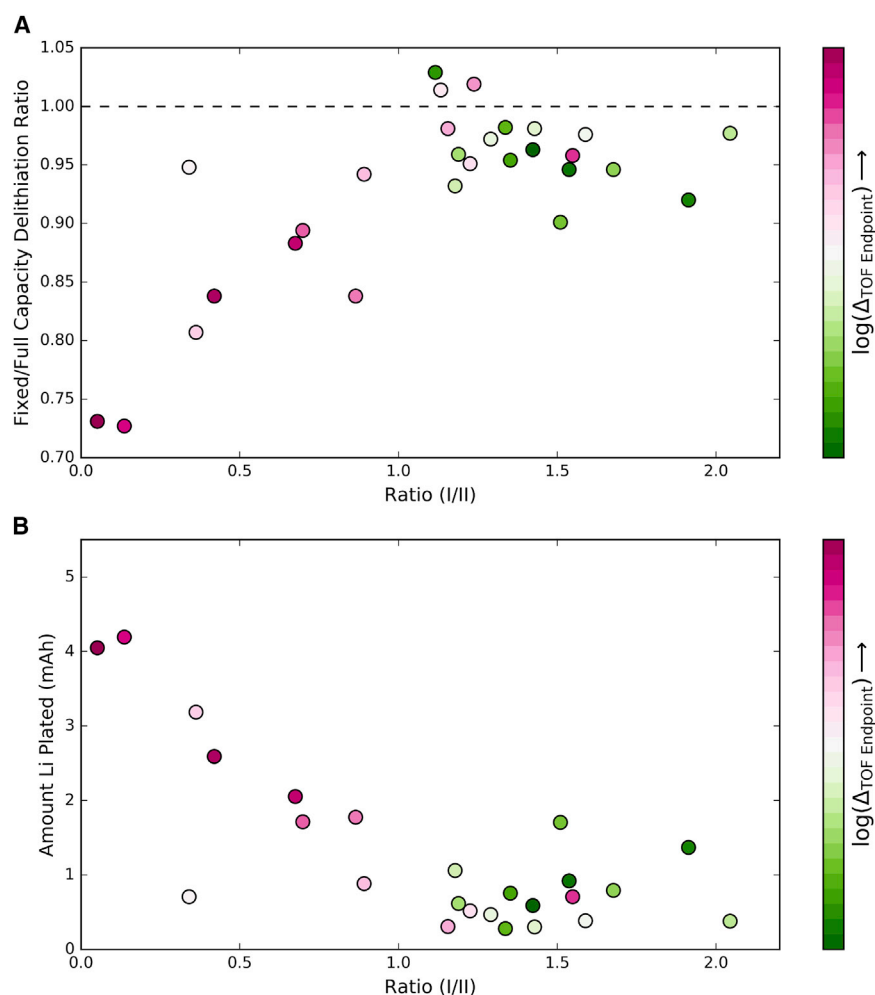 A
1.05
1.00
0.95
0.90
0.85
0.80
0.75
0.70
Fixed/Full Capacity Delithiation Ratio
0.0 0.5 1.0 1.5 2.0
Ratio (I/II)
log(Δ_TOF Endpoint) ⟶
B
5
4
3
2
1
0
Amount Li Plated (mAh)
0.0 0.5 1.0 1.5 2.0
Ratio (I/II)
log(Δ_TOF Endpoint) ⟶